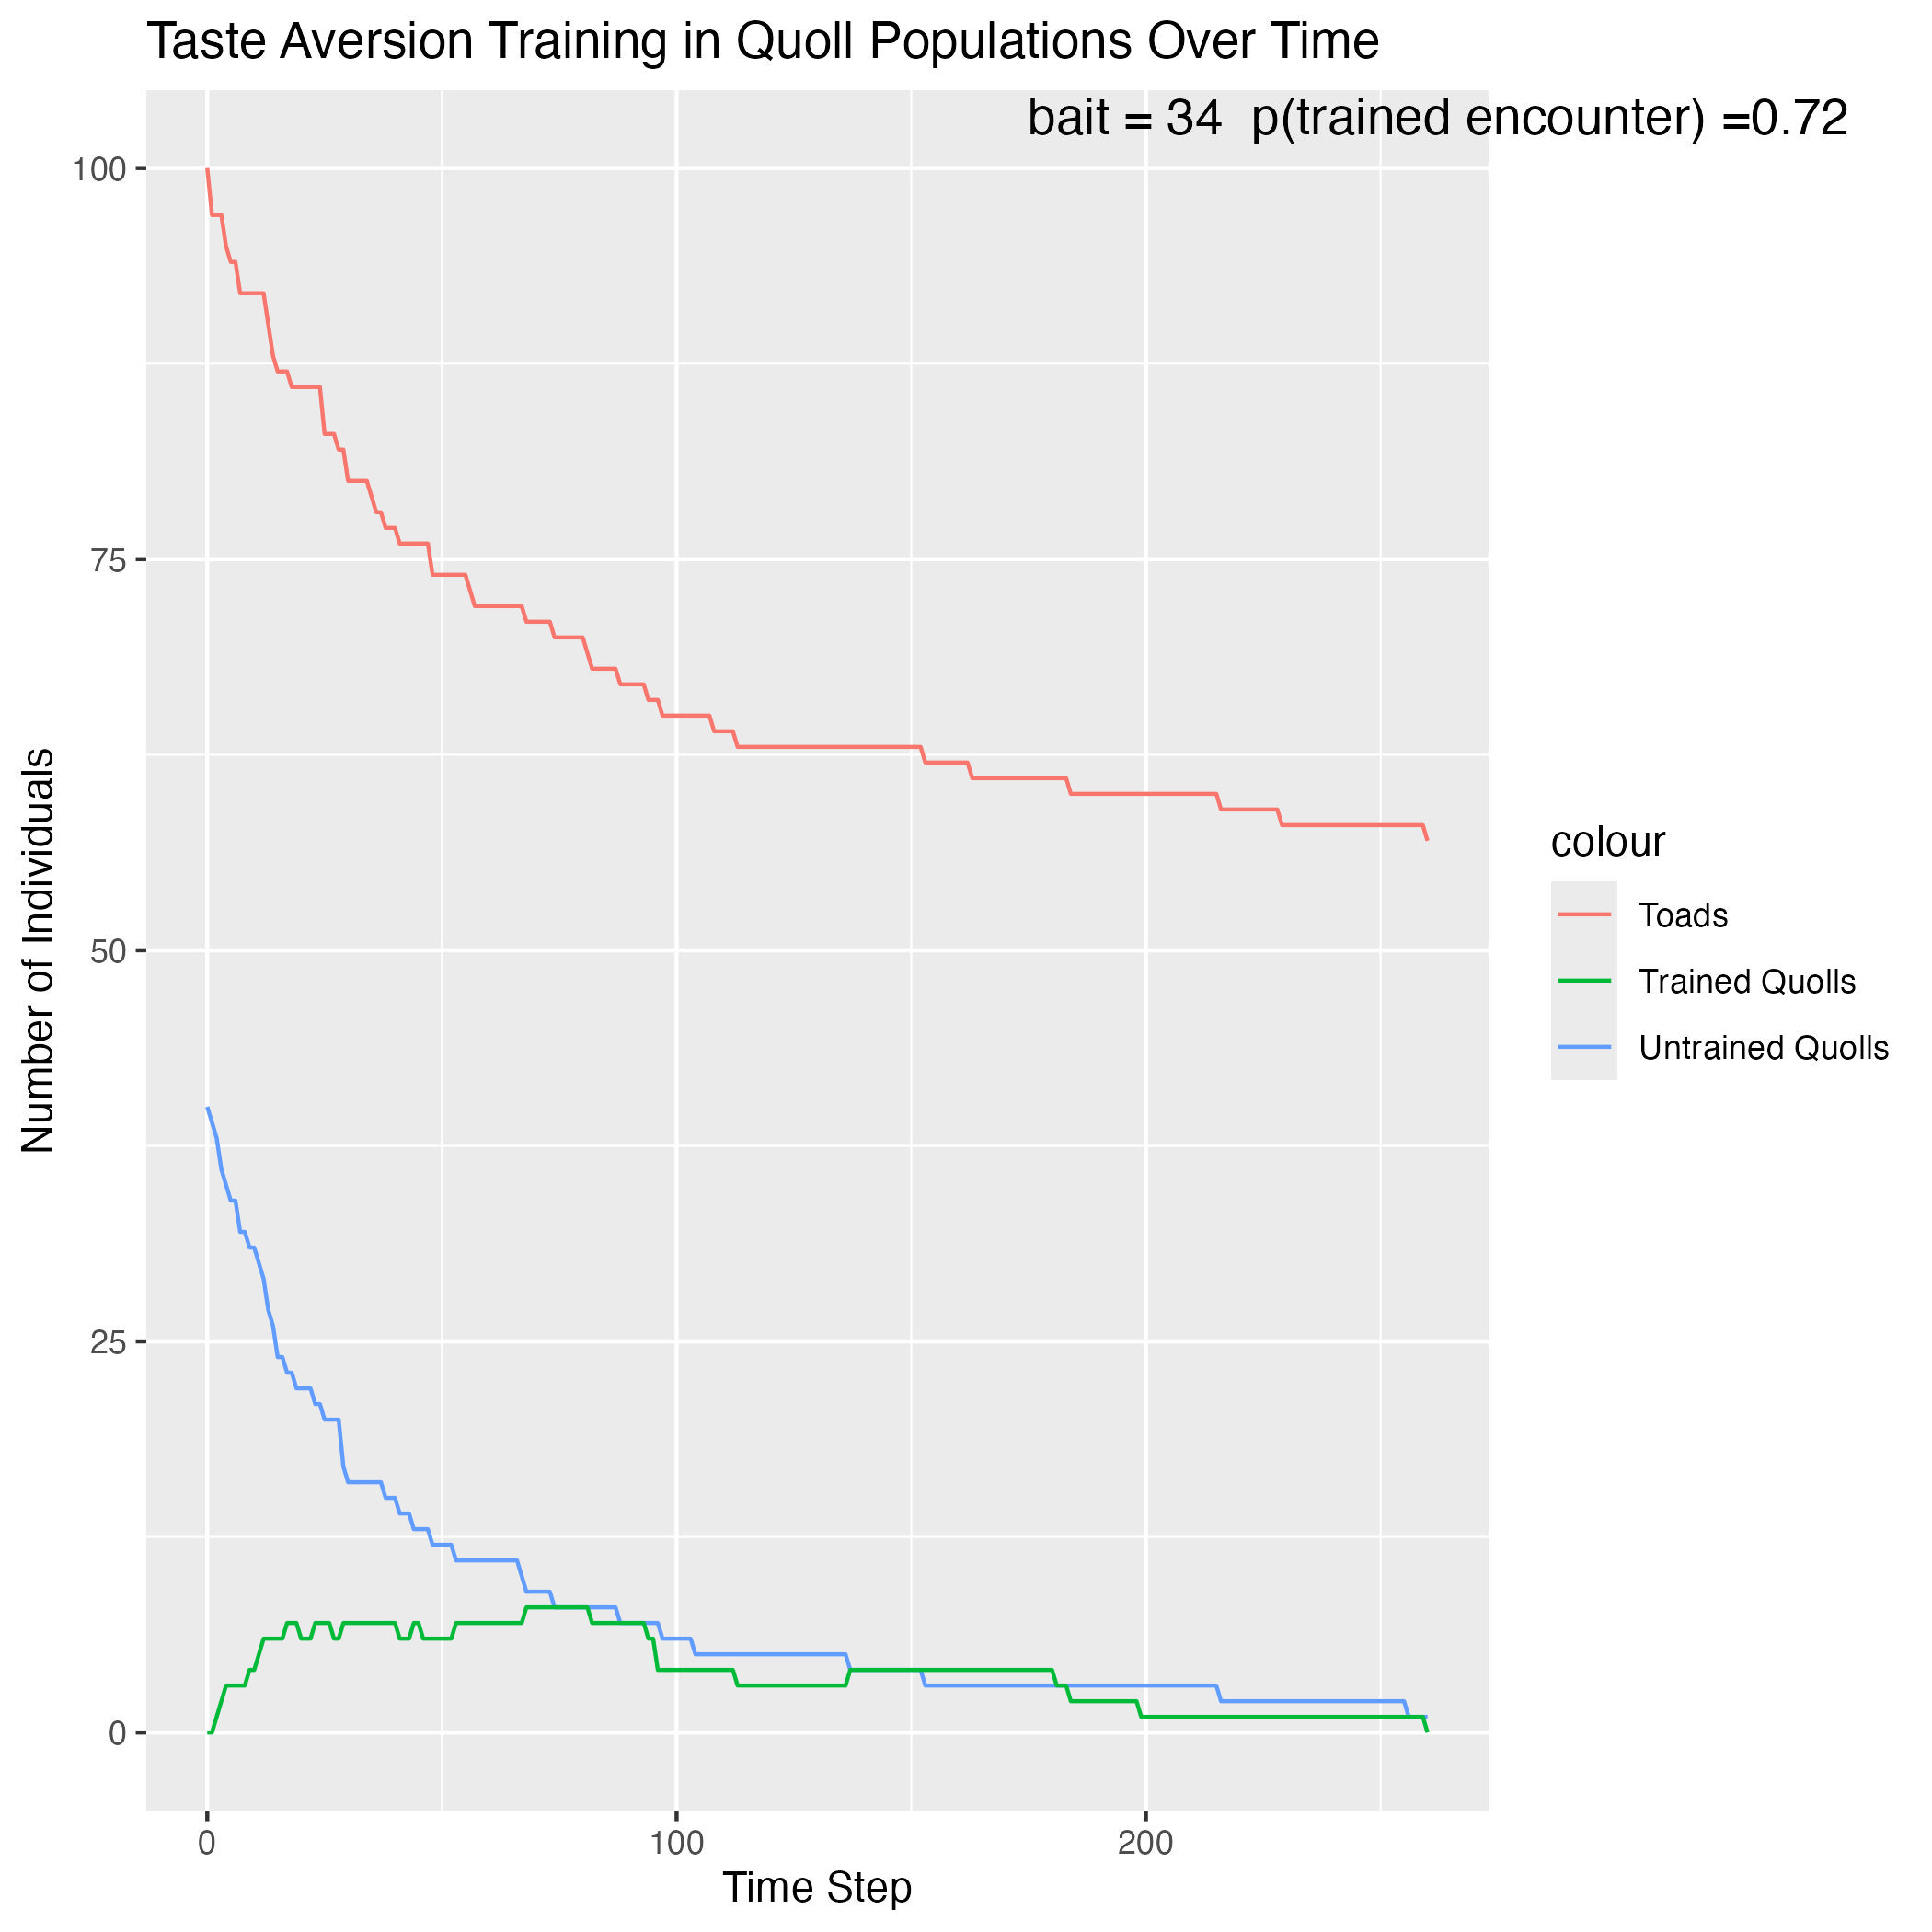 Taste Aversion Training in Quoll Populations Over Time
bait = 34  p(trained encounter) =0.72
100
75
50
25
0
Number of Individuals
0
100
200
Time Step
colour
Toads
Trained Quolls
Untrained Quolls